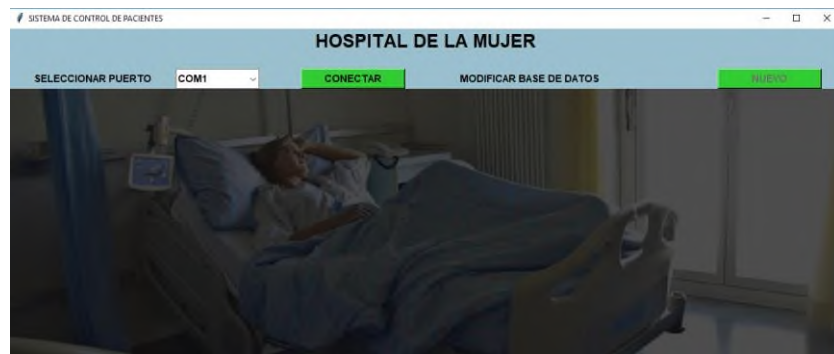 SISTEMA DE CONTROL DE PACIENTES
HOSPITAL DE LA MUJER
SELECCIONAR PUERTO COM1 CONECTAR MODIFICAR BASE DE DATOS NUEVO